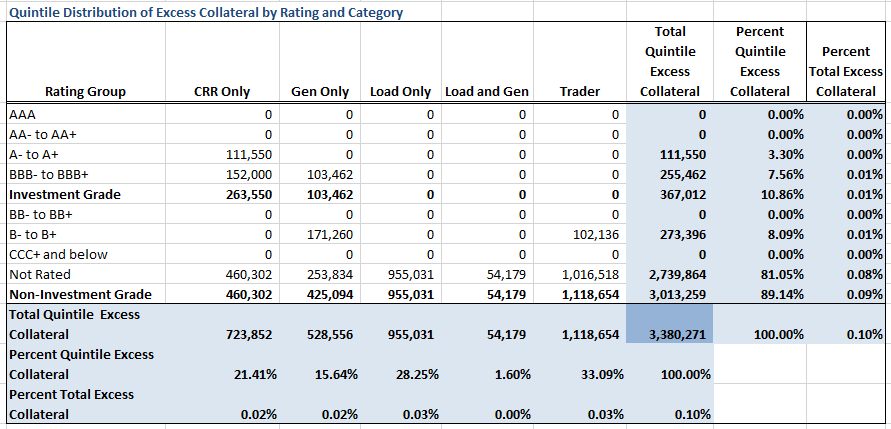 Quintile Distribution of Excess Collateral by Rating and Category
Rating Group CRR Only Gen Only Load Only Load and Gen Trader Total Quintile Excess Collateral Percent Quintile Excess Collateral Percent Total Excess Collateral
AAA 0 0 0 0 0 0 0.00% 0.00%
AA- to AA+ 0 0 0 0 0 0 0.00% 0.00%
A- to A+ 111,550 0 0 0 0 111,550 3.30% 0.00%
BBB- to BBB+ 152,000 103,462 0 0 0 255,462 7.56% 0.01%
Investment Grade 263,550 103,462 0 0 0 367,012 10.86% 0.01%
BB- to BB+ 0 0 0 0 0 0 0.00% 0.00%
B- to B+ 0 171,260 0 0 102,136 273,396 8.09% 0.01%
CCC+ and below 0 0 0 0 0 0 0.00% 0.00%
Not Rated 460,302 253,834 955,031 54,179 1,016,518 2,739,864 81.05% 0.08%
Non-Investment Grade 460,302 425,094 955,031 54,179 1,118,654 3,013,259 89.14% 0.09%
Total Quintile Excess
Collateral 723,852 528,556 955,031 54,179 1,118,654 3,380,271 100.00% 0.10%
Percent Quintile Excess
Collateral 21.41% 15.64% 28.25% 1.60% 33.09% 100.00%
Percent Total Excess
Collateral 0.02% 0.02% 0.03% 0.00% 0.03% 0.10%